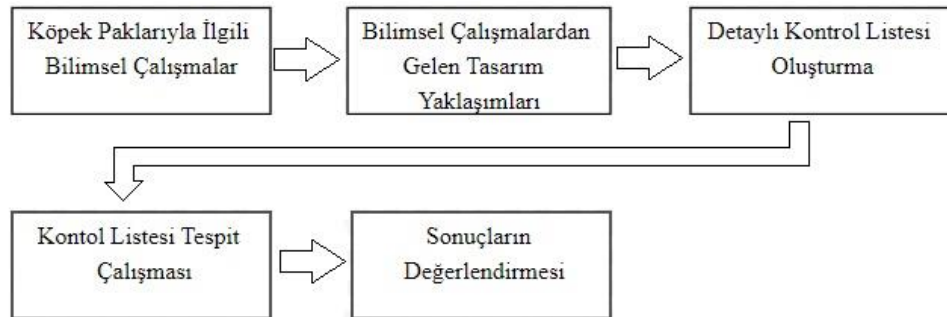 Köpek Paklarıyla İlgili
Bilimsel Çalışmalar
Bilimsel Çalışmalardan
Gelen Tasarım
Yaklaşımları
Detaylı Kontrol Listesi
Oluşturma
Kontol Listesi Tespit
Çalışması
Sonuçların
Değerlendirmesi